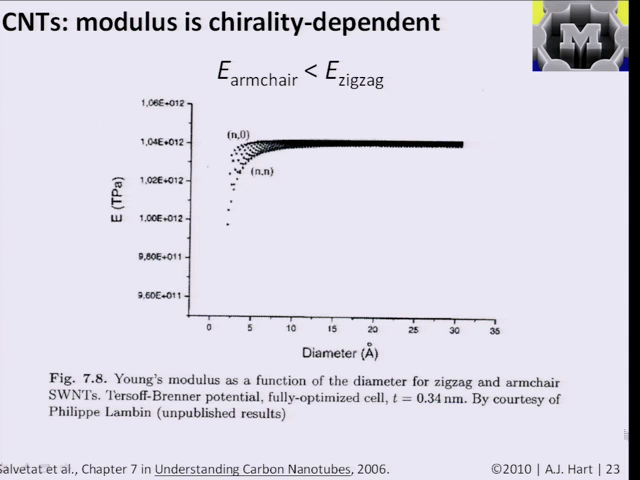 CNTs: modulus is chirality-dependent
M
E armchair < E zigzag
1,06E+012
1,04E+012
1,02E+012
1,00E+012
9,80E+011
9,60E+011
E (TPa)
(n,0)
(n,n)
0 5 10 15 20 25 30 35
Diameter (Å)
Fig. 7.8. Young's modulus as a function of the diameter for zigzag and armchair
SWNTs. Tersoff-Brenner potential, fully-optimized cell, t = 0.34 nm. By courtesy of
Philippe Lambin (unpublished results)
Salvetat et al., Chapter 7 in Understanding Carbon Nanotubes, 2006.
©2010 | A.J. Hart | 23